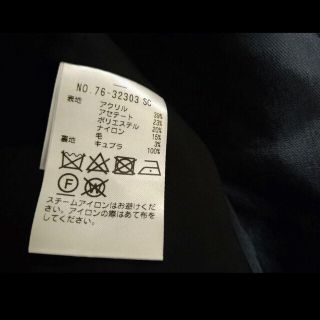 NO.76-32303 SC
表地 アクリル 39%
アセテート 23%
ポリエステル 20%
ナイロン 15%
毛 3%
裏地 キュプラ 100%
F W
スチームアイロンはお避けくだ
さい。アイロンの際はあて布を
してください。